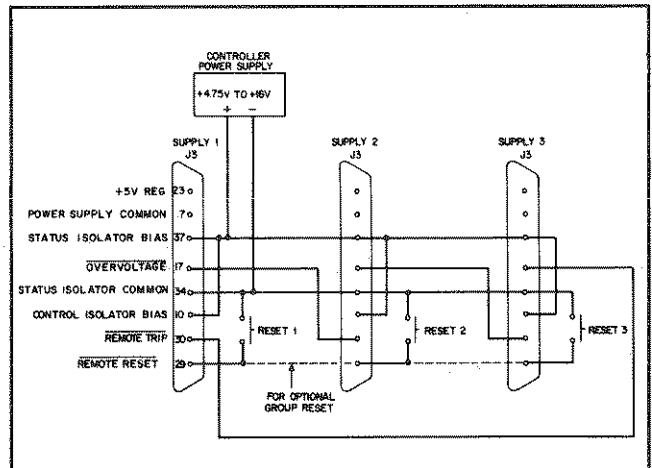 CONTROLLER
POWER SUPPLY
+4.75V TO +16V
+ −
SUPPLY 1
J3
SUPPLY 2
J3
SUPPLY 3
J3
+5V REG 23
POWER SUPPLY COMMON 7
STATUS ISOLATOR BIAS 37
OVERVOLTAGE 17
STATUS ISOLATOR COMMON 34
CONTROL ISOLATOR BIAS 10
REMOTE TRIP 30
REMOTE RESET 29
RESET 1
RESET 2
RESET 3
FOR OPTIONAL
GROUP RESET